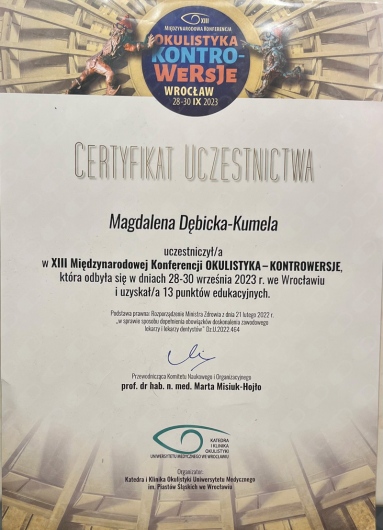 XIII
MIĘDZYNARODOWA KONFERENCJA
OKULISTYKA
KONTRO-
WERSJE
WROCŁAW
28-30 IX 2023
CERTYFIKAT UCZESTNICTWA
Magdalena Dębicka-Kumela
uczestniczył/a
w XIII Międzynarodowej Konferencji OKULISTYKA – KONTROWERSJE,
która odbyła się w dniach 28-30 września 2023 r. we Wrocławiu
i uzyskał/a 13 punktów edukacyjnych.
Podstawa prawna: Rozporządzenie Ministra Zdrowia z dnia 21 lutego 2022 r.
„w sprawie sposobu dopełnienia obowiązków doskonalenia zawodowego
lekarzy i lekarzy dentystów" Dz.U.2022.464
Przewodnicząca Komitetu Naukowego i Organizacyjnego
prof. dr hab. n. med. Marta Misiuk-Hojło
KATEDRA
I KLINIKA
OKULISTYKI
UNIWERSYTETU MEDYCZNEGO WE WROCŁAWIU
Organizator:
Katedra i Klinika Okulistyki Uniwersytetu Medycznego
im. Piastów Śląskich we Wrocławiu